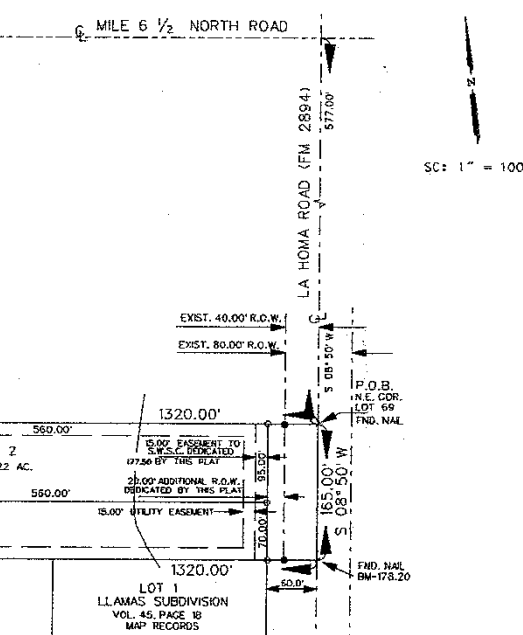 ℄ MILE 6 ½ NORTH ROAD
N
SC: 1" = 100
577.00'
LA HOMA ROAD (FM 2894)
℄
EXIST. 40.00' R.O.W.
EXIST. 80.00' R.O.W.
S 08° 50' W
P.O.B.
N.E. COR.
LOT 69
FND. NAIL
1320.00'
560.00'
2
22 AC.
15.00' EASEMENT TO
S.W.S.C. DEDICATED
BY THIS PLAT
95.00'
20.00' ADDITIONAL R.O.W.
DEDICATED BY THIS PLAT
560.00'
15.00' UTILITY EASEMENT
70.00'
165.00'
S 08° 50' W
1320.00'
60.0'
FND. NAIL
BM-178.20
LOT 1
LLAMAS SUBDIVISION
VOL. 45, PAGE 18
MAP RECORDS